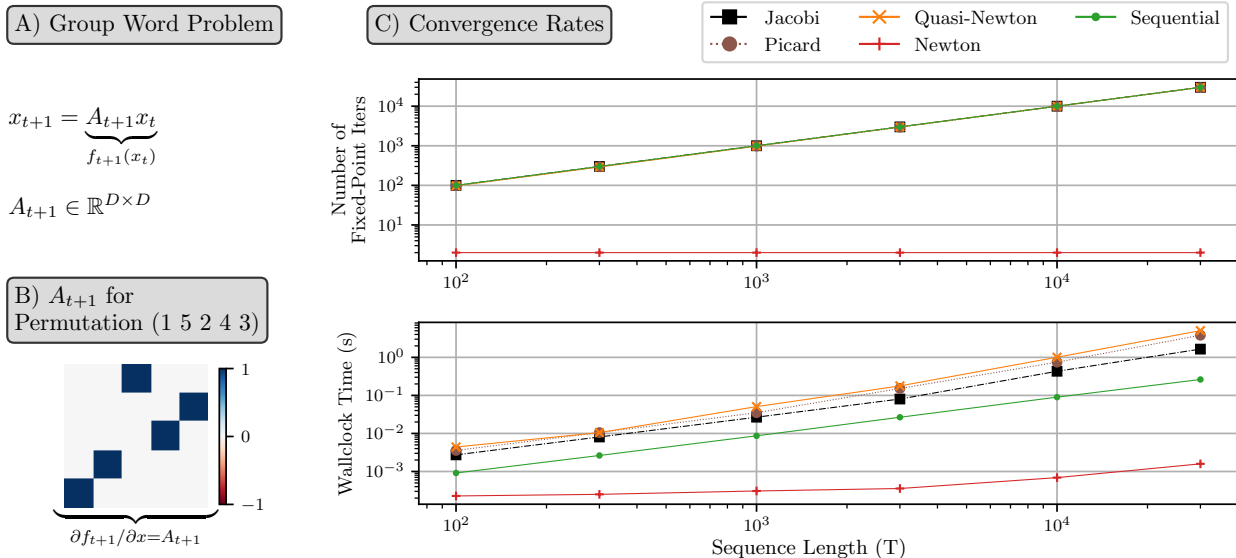 A) Group Word Problem
x_{t+1} = A_{t+1}x_t
f_{t+1}(x_t)
A_{t+1} ∈ ℝ^{D×D}
B) A_{t+1} for
Permutation (1 5 2 4 3)
1
0
−1
∂f_{t+1}/∂x=A_{t+1}
C) Convergence Rates
Jacobi
Picard
Quasi-Newton
Newton
Sequential
Number of
Fixed-Point Iters
10^4
10^3
10^2
10^1
10^2
10^3
10^4
Wallclock Time (s)
10^0
10^{−1}
10^{−2}
10^{−3}
10^2
10^3
10^4
Sequence Length (T)